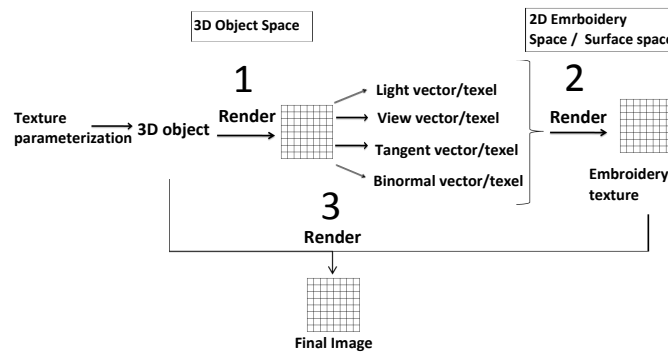 3D Object Space
2D Emrboidery
Space / Surface space
1
2
Light vector/texel
Render
View vector/texel
Render
Texture
parameterization
3D object
Tangent vector/texel
Binormal vector/texel
Embroidery
texture
3
Render
Final Image